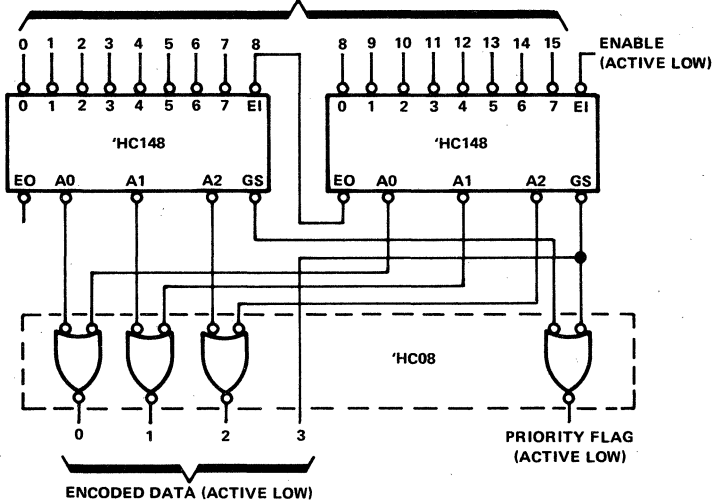 0 1 2 3 4 5 6 7 8 8 9 10 11 12 13 14 15 ENABLE
(ACTIVE LOW)
0 1 2 3 4 5 6 7 EI 0 1 2 3 4 5 6 7 EI
'HC148 'HC148
EO A0 A1 A2 GS EO A0 A1 A2 GS
'HC08
0 1 2 3 PRIORITY FLAG
(ACTIVE LOW)
ENCODED DATA (ACTIVE LOW)